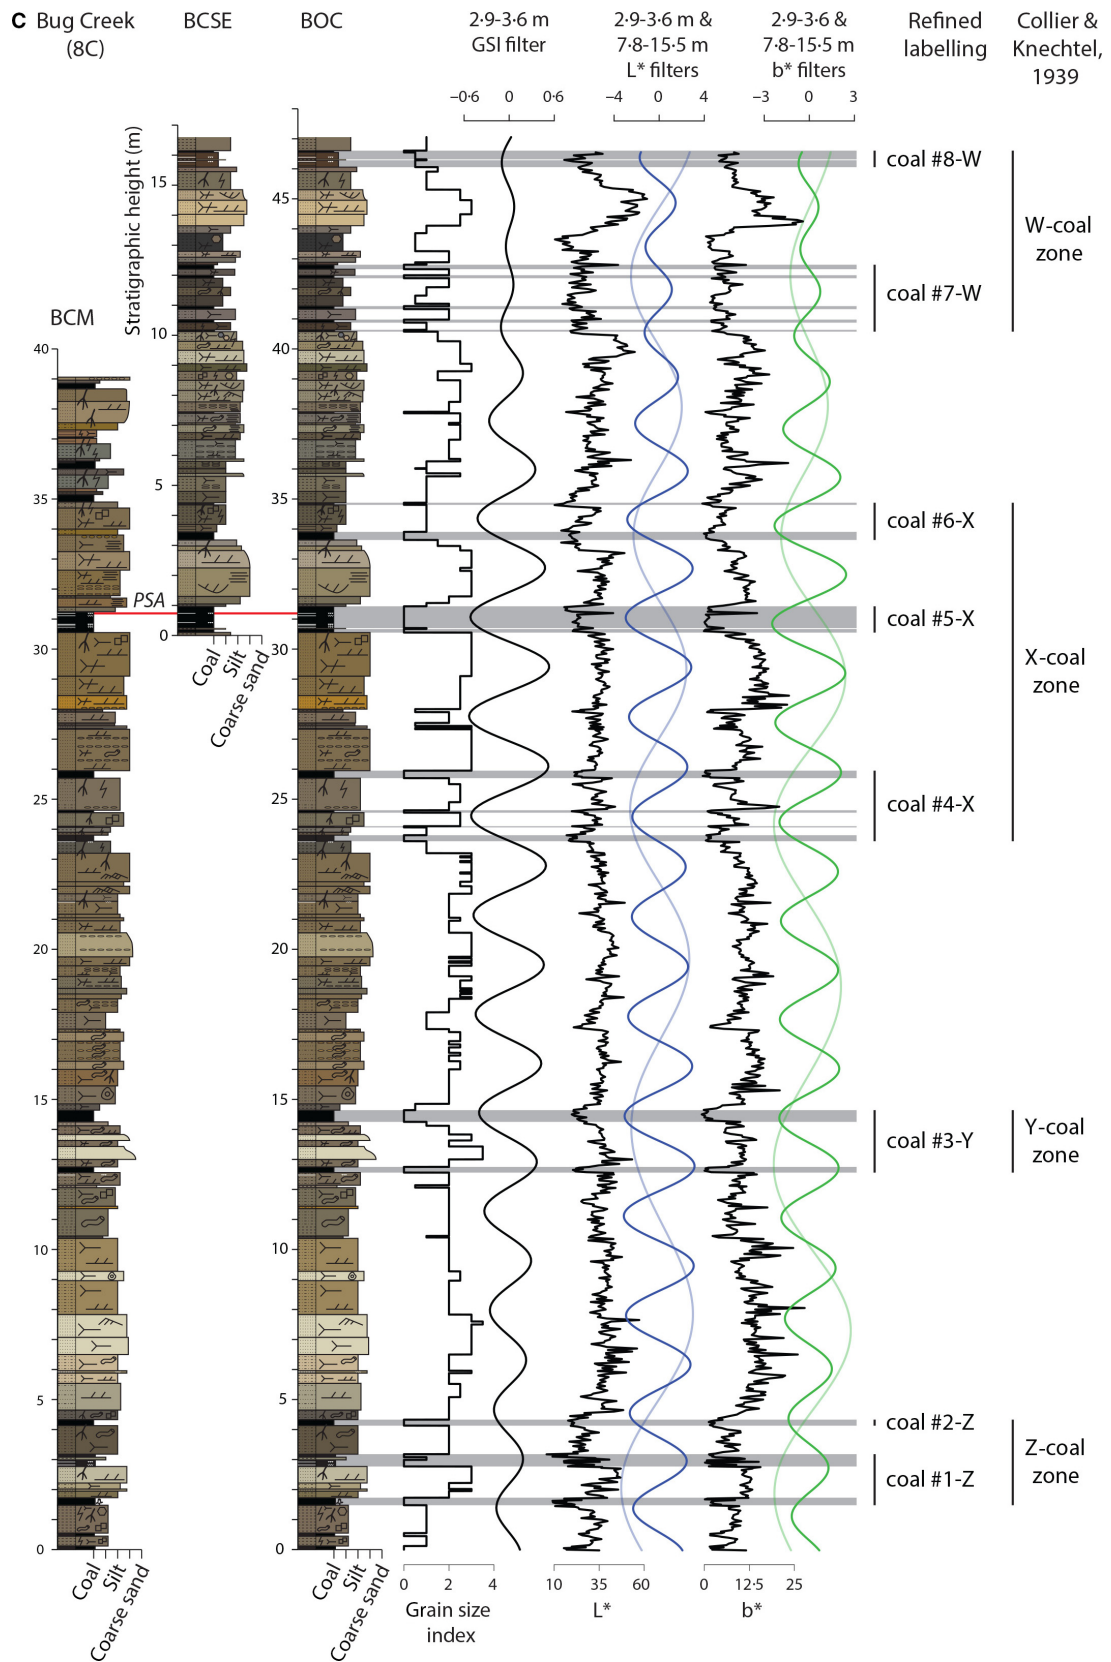 C Bug Creek
(8C)
BCSE
BOC
2·9-3·6 m
GSI filter
2·9-3·6 m &
7·8-15·5 m
L* filters
2·9-3·6 &
7·8-15·5 m
b* filters
Refined
labelling
Collier &
Knechtel,
1939
−0·6 0 0·6
−4 0 4
−3 0 3
BCM
Stratigraphic height (m)
15
10
5
0
40
35
30
25
20
15
10
5
0
45
40
35
30
25
20
15
10
5
0
PSA
Coal
Silt
Coarse sand
coal #8-W
coal #7-W
coal #6-X
coal #5-X
coal #4-X
coal #3-Y
coal #2-Z
coal #1-Z
W-coal
zone
X-coal
zone
Y-coal
zone
Z-coal
zone
Coal
Silt
Coarse sand
Coal
Silt
Coarse sand
0 2 4
Grain size
index
10 35 60
L*
0 12·5 25
b*